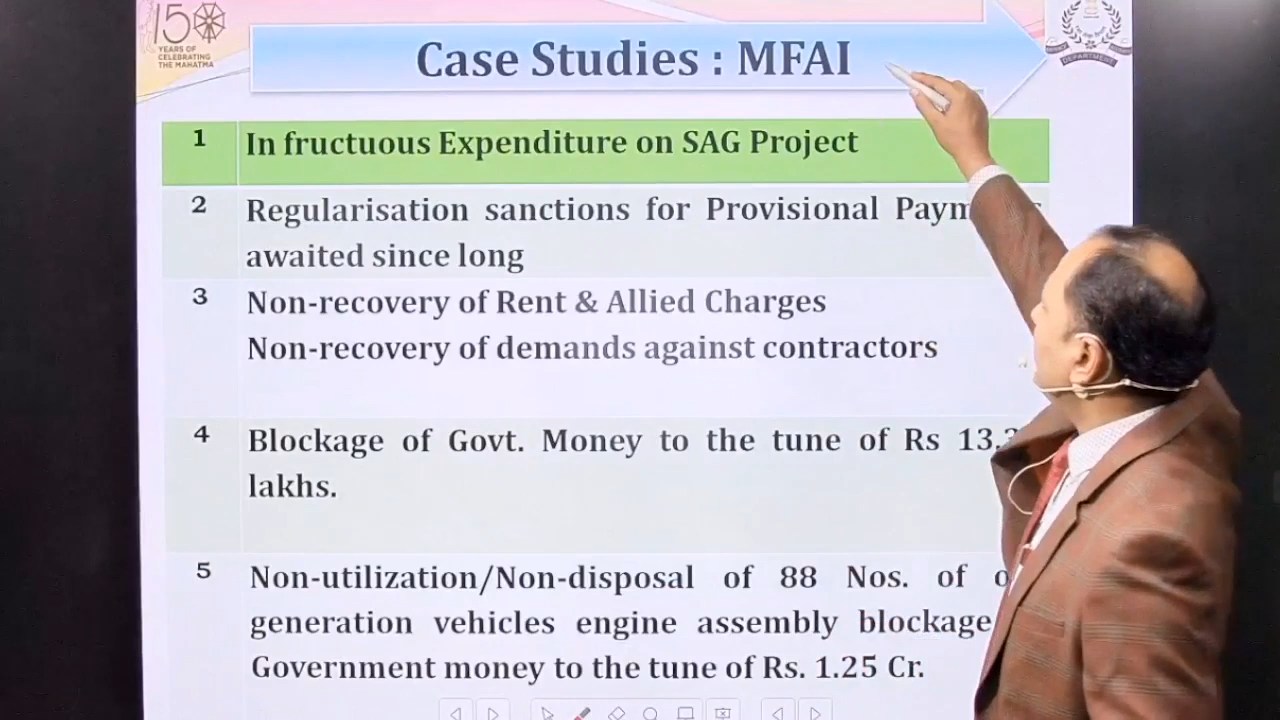 150
YEARS OF
CELEBRATING
THE MAHATMA
Case Studies : MFAI
DEPARTMENT
1 In fructuous Expenditure on SAG Project
2 Regularisation sanctions for Provisional
awaited since long
3 Non-recovery of Rent & Allied Charges
Non-recovery of demands against contractors
4 Blockage of Govt. Money to the tune of Rs
lakhs.
5 Non-utilization/Non-disposal of 88 Nos. of
generation vehicles engine assembly blockage
Government money to the tune of Rs. 1.25 Cr.